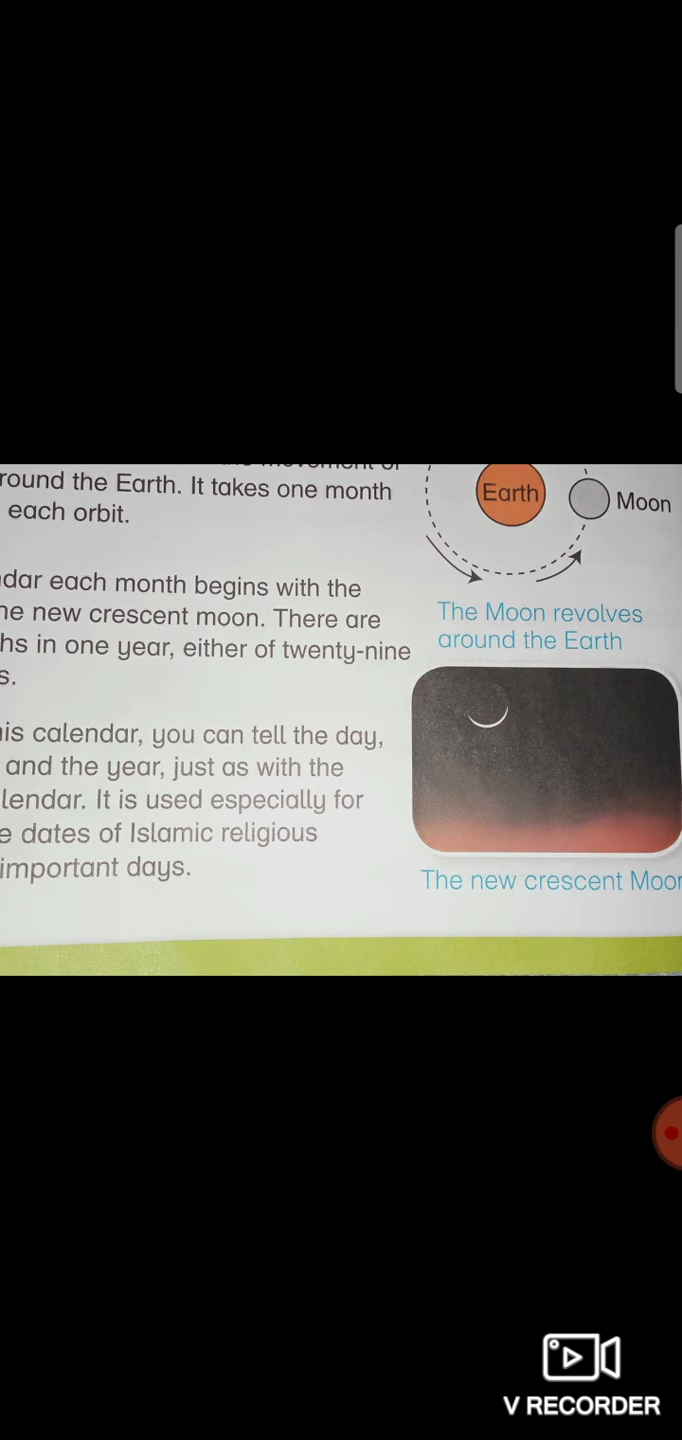 round the Earth. It takes one month
each orbit.
dar each month begins with the
he new crescent moon. There are
hs in one year, either of twenty-nine
s.
is calendar, you can tell the day,
and the year, just as with the
lendar. It is used especially for
e dates of Islamic religious
important days.
Earth
Moon
The Moon revolves
around the Earth
The new crescent Moon
V RECORDER